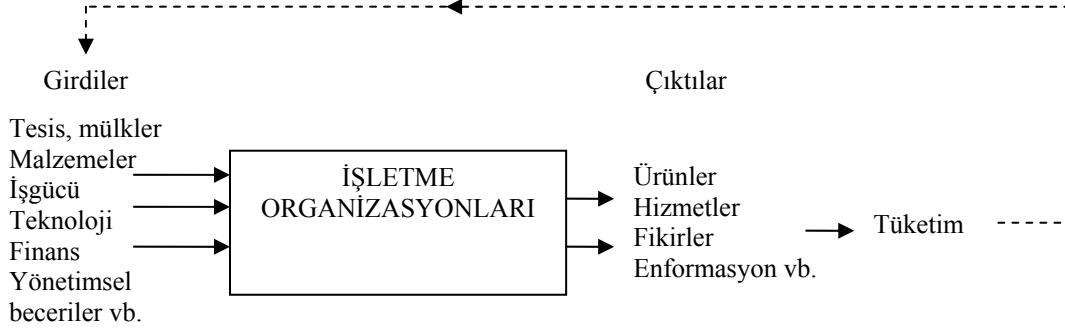 Girdiler
Çıktılar
Tesis, mülkler
Malzemeler
İşgücü
Teknoloji
Finans
Yönetimsel
beceriler vb.
İŞLETME
ORGANİZASYONLARI
Ürünler
Hizmetler
Fikirler
Enformasyon vb.
Tüketim